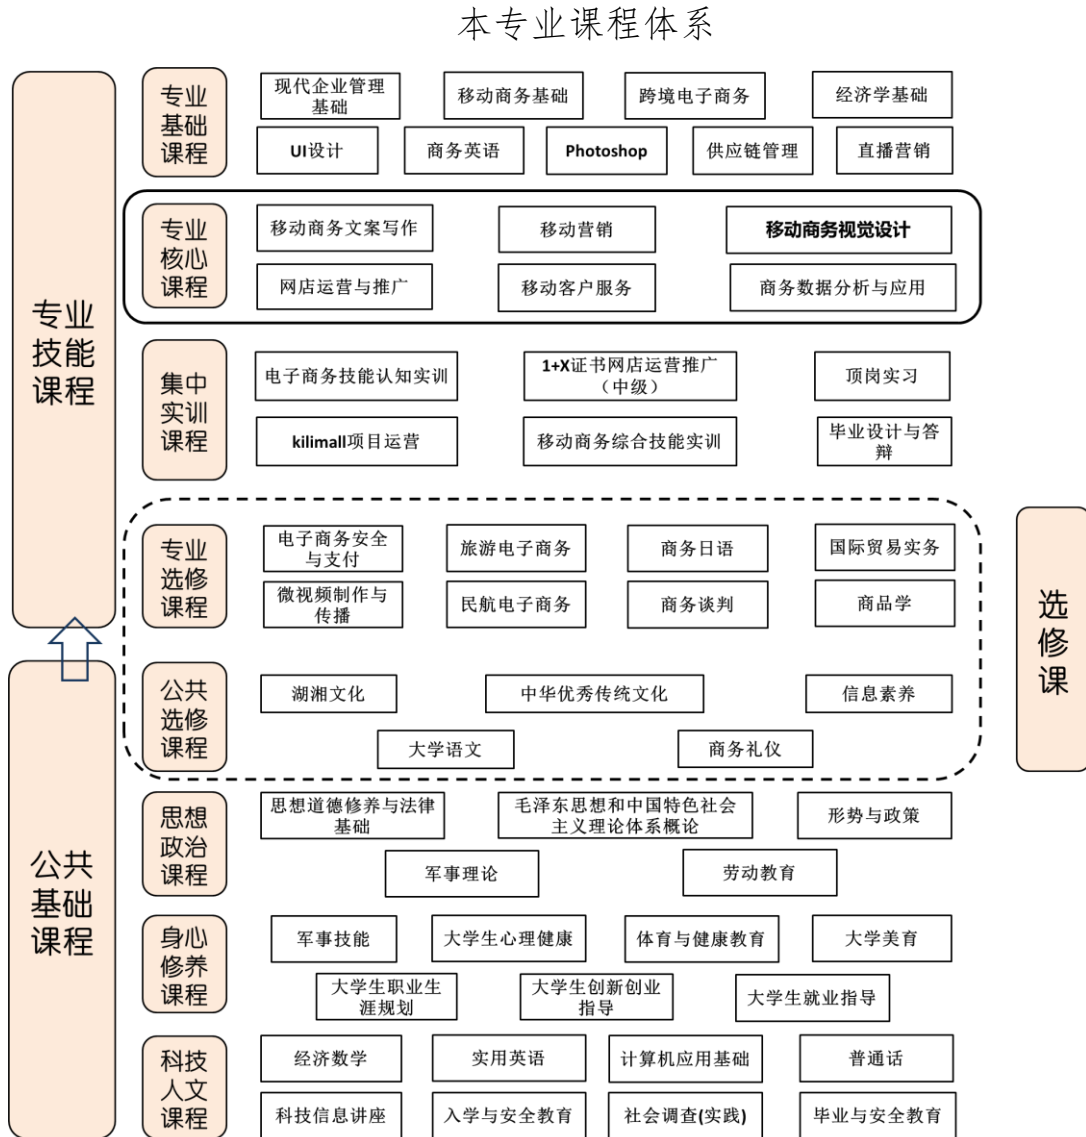 本专业课程体系
专业
技能
课程
专业
基础
课程
现代企业管理
基础
移动商务基础
跨境电子商务
经济学基础
UI设计
商务英语
Photoshop
供应链管理
直播营销
专业
核心
课程
移动商务文案写作
移动营销
移动商务视觉设计
网店运营与推广
移动客户服务
商务数据分析与应用
集中
实训
课程
电子商务技能认知实训
1+X证书网店运营推广
（中级）
顶岗实习
kilimall项目运营
移动商务综合技能实训
毕业设计与答
辩
专业
选修
课程
电子商务安全
与支付
旅游电子商务
商务日语
国际贸易实务
微视频制作与
传播
民航电子商务
商务谈判
商品学
选
修
课
公共
基础
课程
公共
选修
课程
湖湘文化
中华优秀传统文化
信息素养
大学语文
商务礼仪
思想
政治
课程
思想道德修养与法律
基础
毛泽东思想和中国特色社会
主义理论体系概论
形势与政策
军事理论
劳动教育
身心
修养
课程
军事技能
大学生心理健康
体育与健康教育
大学美育
大学生职业生
涯规划
大学生创新创业
指导
大学生就业指导
科技
人文
课程
经济数学
实用英语
计算机应用基础
普通话
科技信息讲座
入学与安全教育
社会调查(实践)
毕业与安全教育